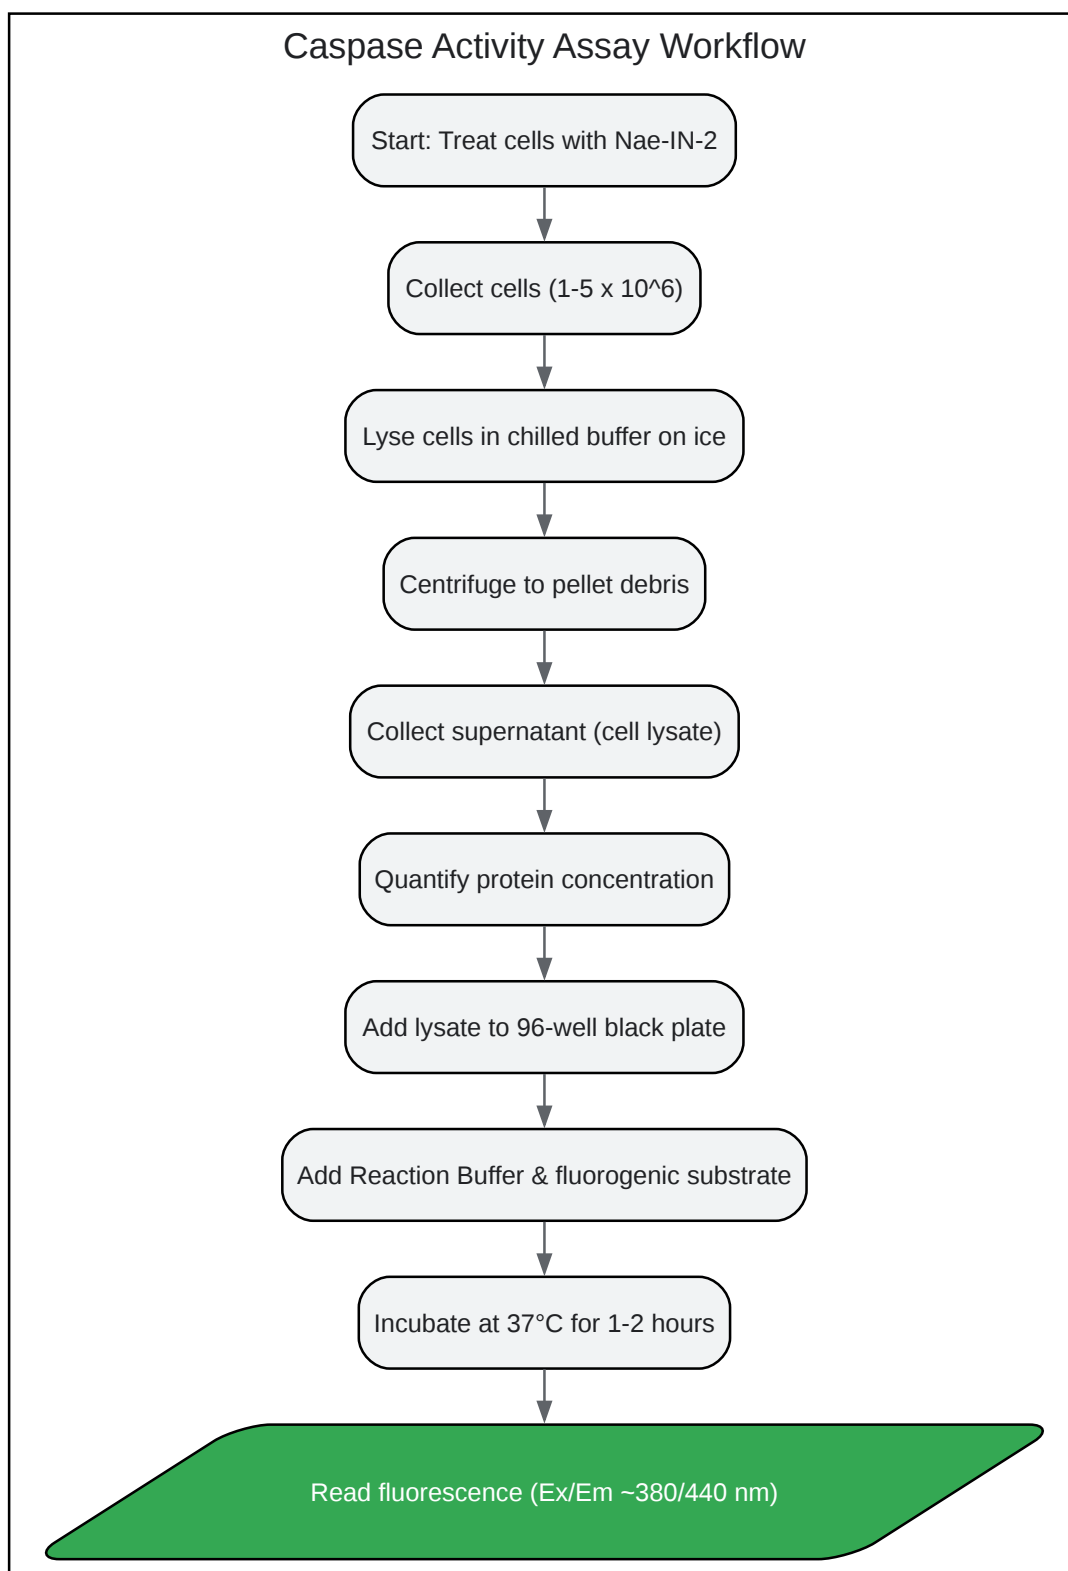 Caspase Activity Assay Workflow
Start: Treat cells with Nae-IN-2
Collect cells (1-5 x 10^6)
Lyse cells in chilled buffer on ice
Centrifuge to pellet debris
Collect supernatant (cell lysate)
Quantify protein concentration
Add lysate to 96-well black plate
Add Reaction Buffer & fluorogenic substrate
Incubate at 37°C for 1-2 hours
Read fluorescence (Ex/Em ~380/440 nm)